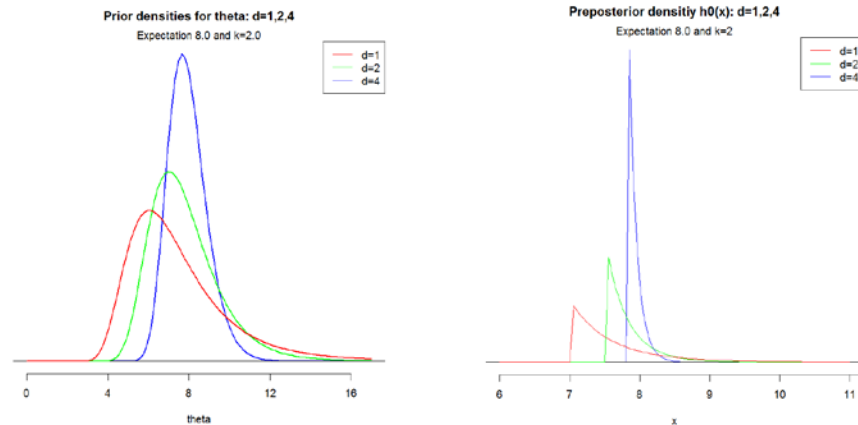 Prior densities for theta: d=1,2,4
Expectation 8.0 and k=2.0
d=1
d=2
d=4
0 4 8 12 16
theta
Preposterior densitiy h0(x): d=1,2,4
Expectation 8.0 and k=2
d=1
d=2
d=4
6 7 8 9 10 11
x